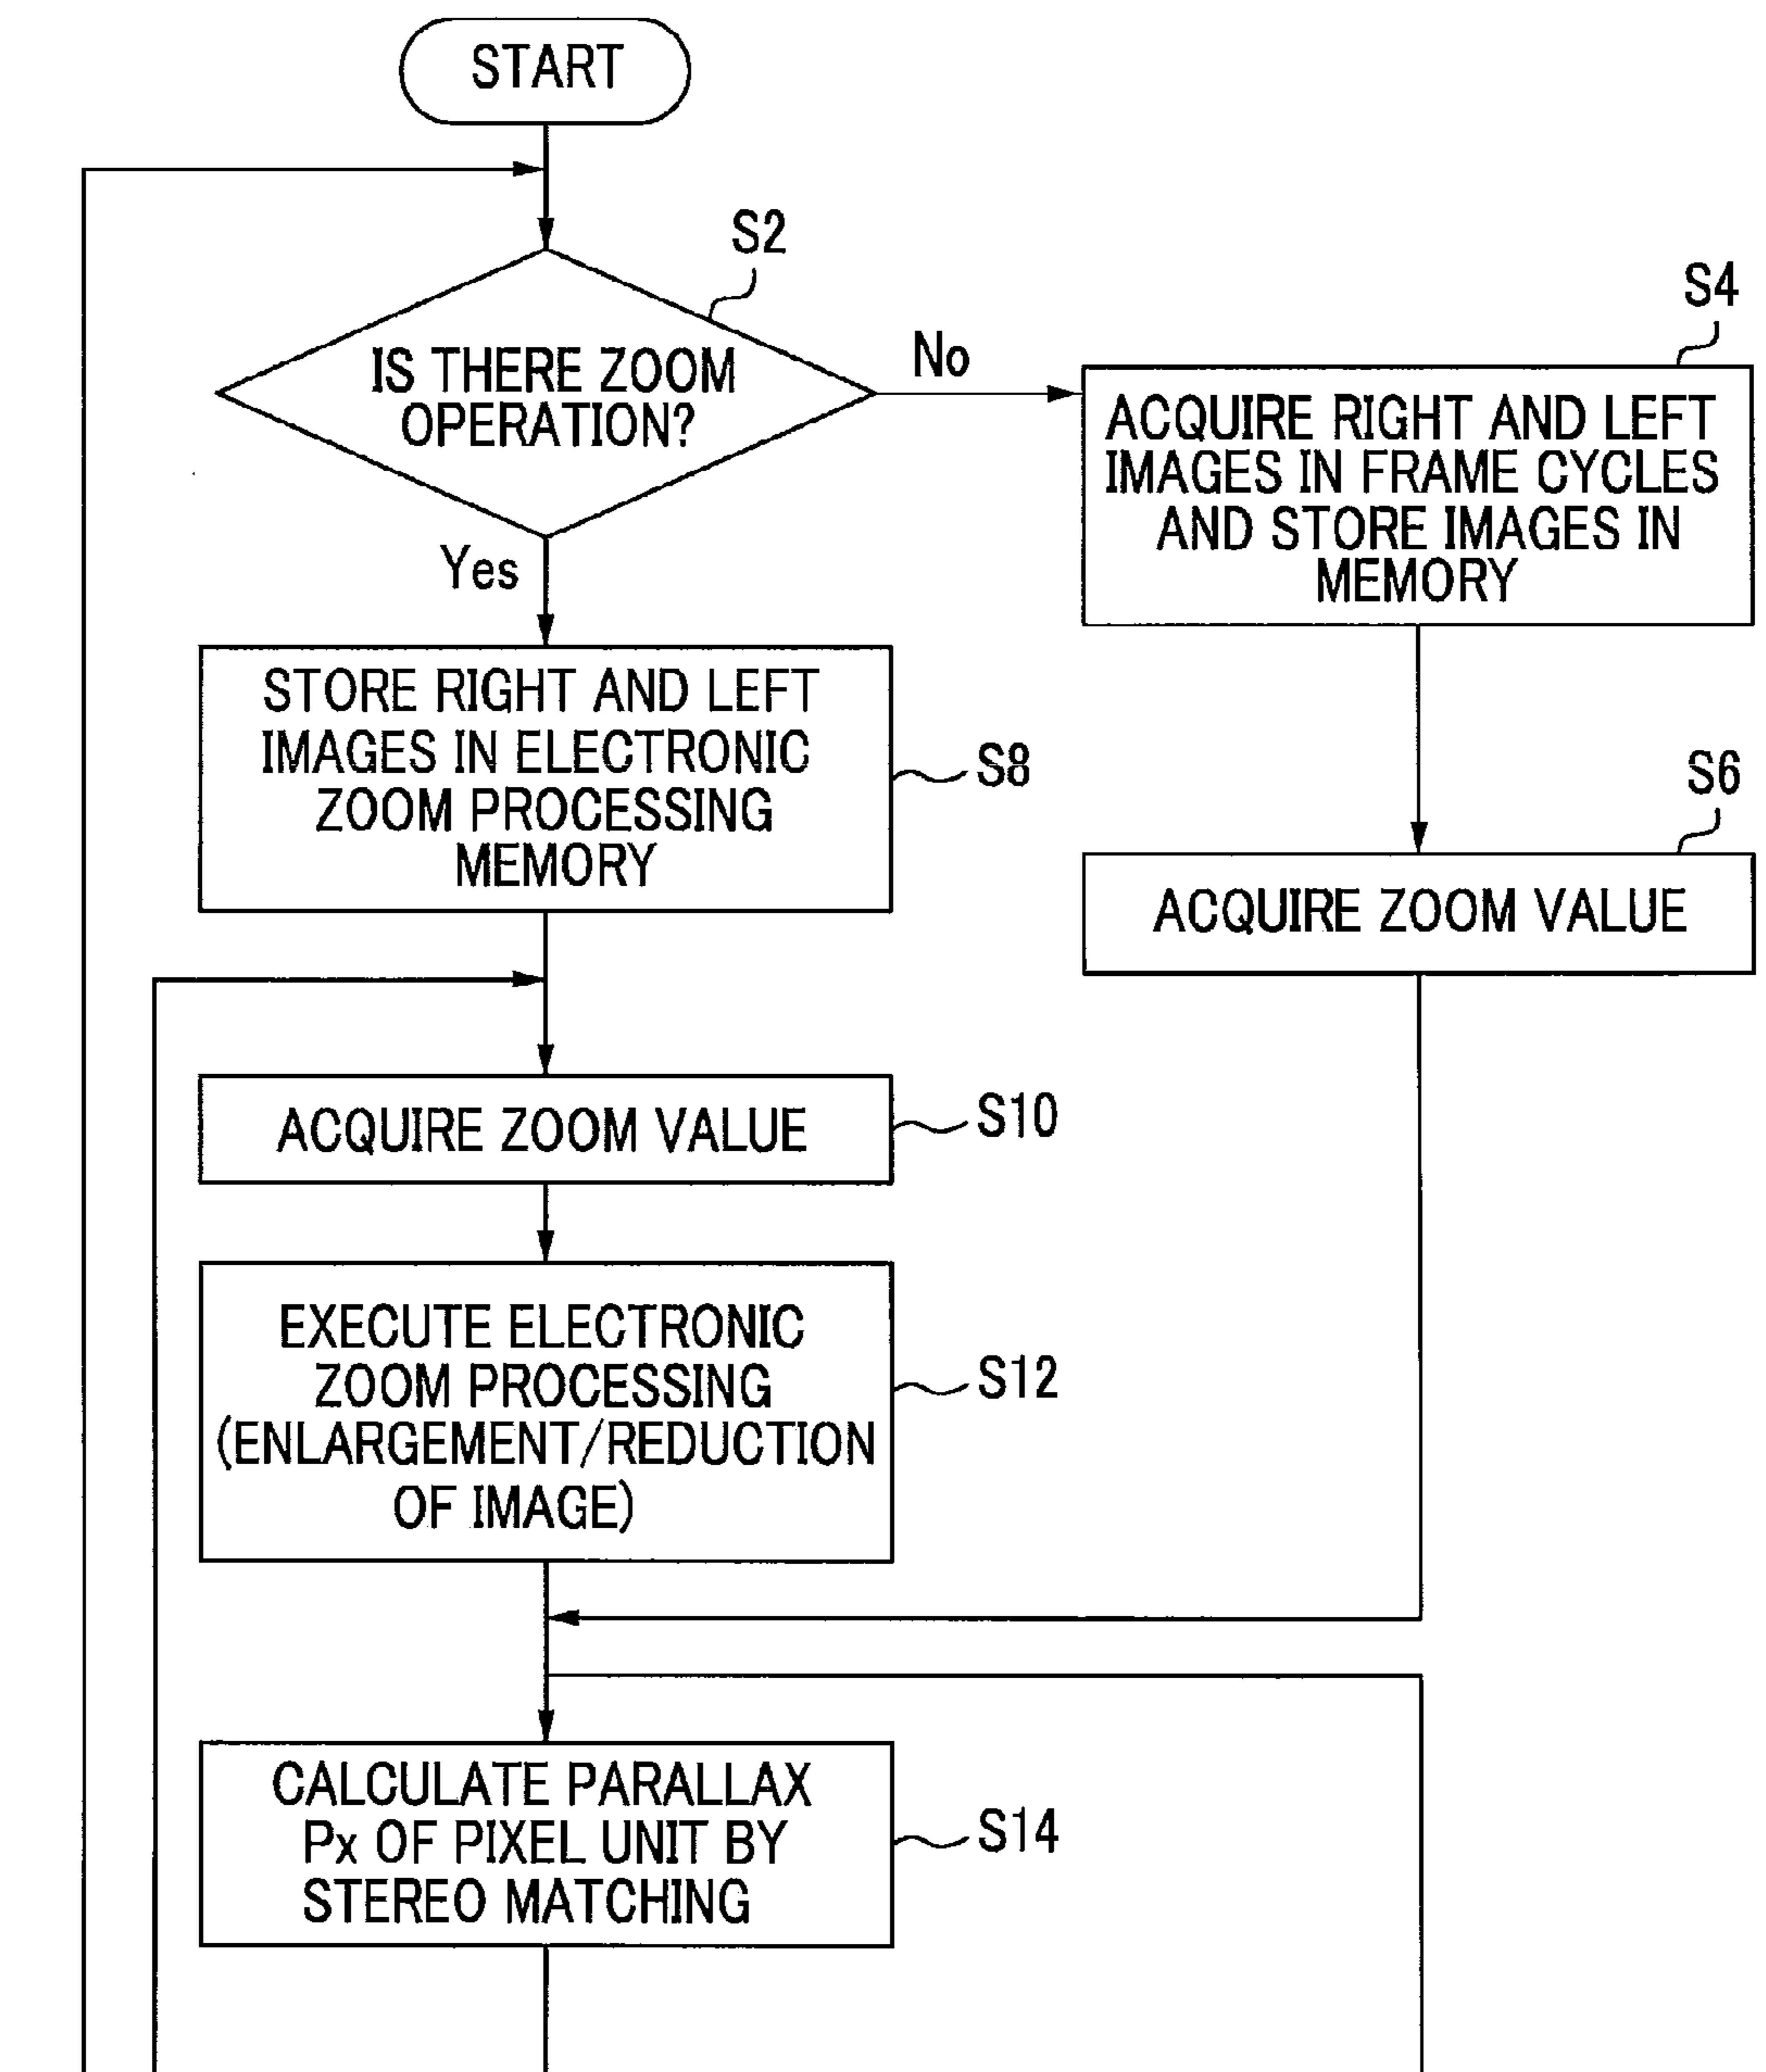 START
S2
IS THERE ZOOM
OPERATION?
No
Yes
S4
ACQUIRE RIGHT AND LEFT
IMAGES IN FRAME CYCLES
AND STORE IMAGES IN
MEMORY
S6
ACQUIRE ZOOM VALUE
STORE RIGHT AND LEFT
IMAGES IN ELECTRONIC
ZOOM PROCESSING
MEMORY
S8
ACQUIRE ZOOM VALUE
S10
EXECUTE ELECTRONIC
ZOOM PROCESSING
(ENLARGEMENT/REDUCTION
OF IMAGE)
S12
CALCULATE PARALLAX
Px OF PIXEL UNIT BY
STEREO MATCHING
S14